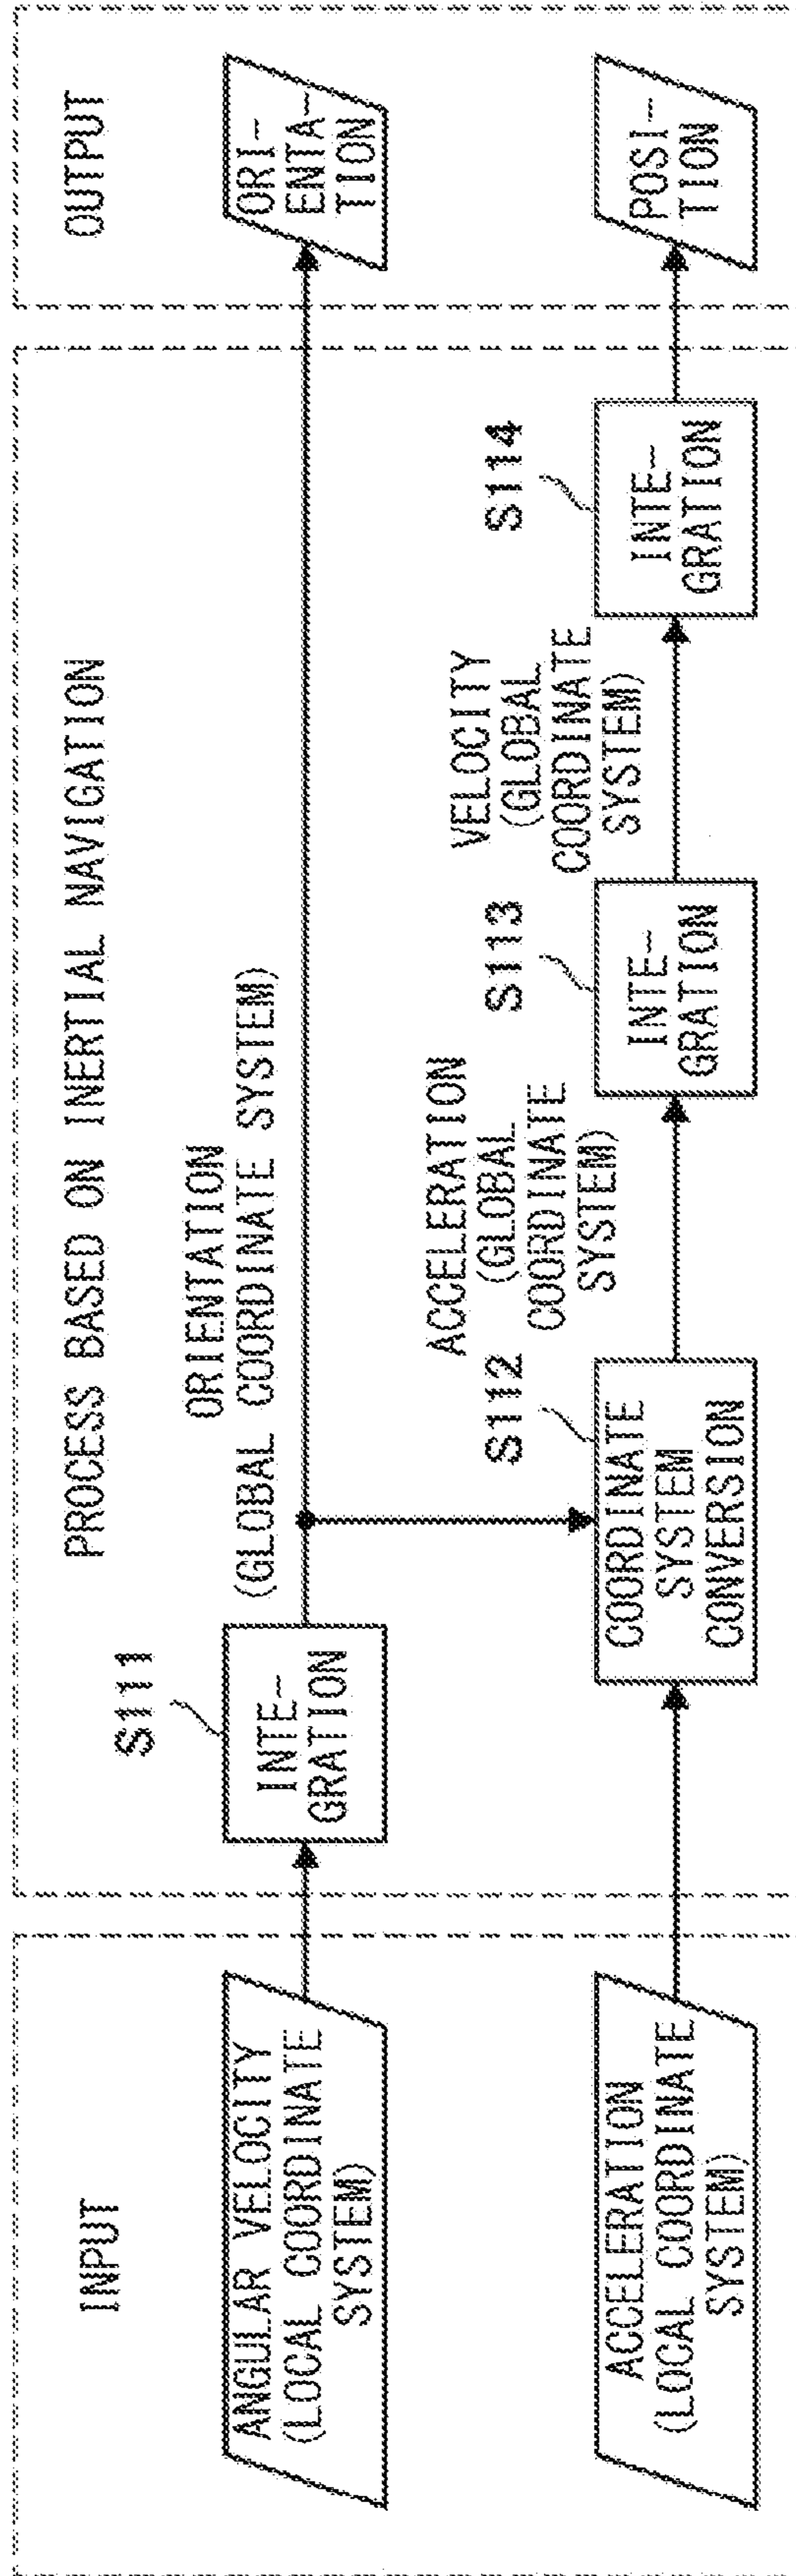 INPUT
ANGULAR VELOCITY
(LOCAL COORDINATE
SYSTEM)
ACCELERATION
(LOCAL COORDINATE
SYSTEM)
PROCESS BASED ON INERTIAL NAVIGATION
S111
INTE-
GRATION
ORIENTATION
(GLOBAL COORDINATE SYSTEM)
S112
COORDINATE
SYSTEM
CONVERSION
ACCELERATION
(GLOBAL
COORDINATE
SYSTEM)
S113
INTE-
GRATION
VELOCITY
(GLOBAL
COORDINATE
SYSTEM)
S114
INTE-
GRATION
OUTPUT
ORI-
ENTA-
TION
POSI-
TION